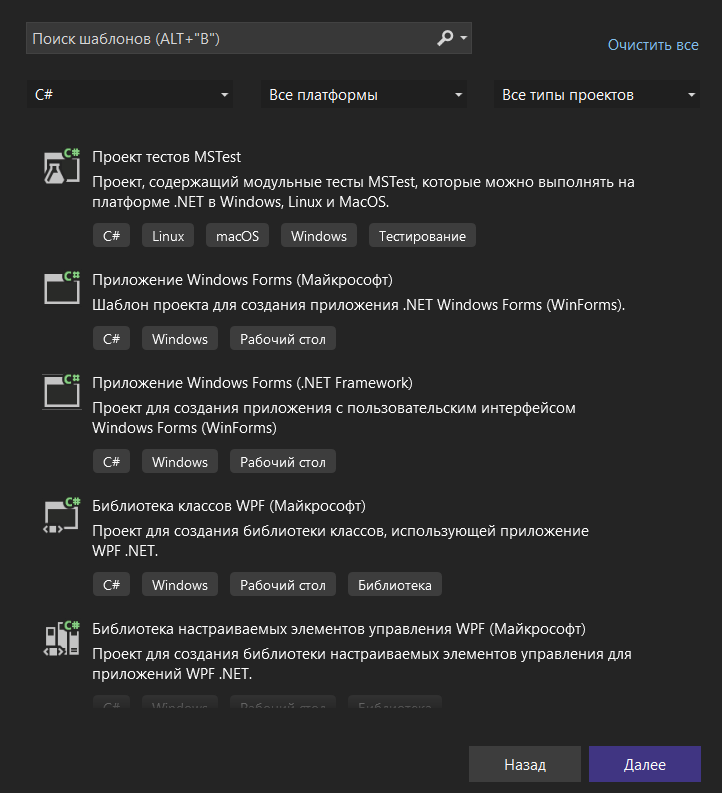 Поиск шаблонов (ALT+"В")
Очистить все
C#
Все платформы
Все типы проектов
C#
Проект тестов MSTest
Проект, содержащий модульные тесты MSTest, которые можно выполнять на
платформе .NET в Windows, Linux и MacOS.
C# Linux macOS Windows Тестирование
C#
Приложение Windows Forms (Майкрософт)
Шаблон проекта для создания приложения .NET Windows Forms (WinForms).
C# Windows Рабочий стол
C#
Приложение Windows Forms (.NET Framework)
Проект для создания приложения с пользовательским интерфейсом
Windows Forms (WinForms)
C# Windows Рабочий стол
C#
Библиотека классов WPF (Майкрософт)
Проект для создания библиотеки классов, использующей приложение
WPF .NET.
C# Windows Рабочий стол Библиотека
C#
Библиотека настраиваемых элементов управления WPF (Майкрософт)
Проект для создания библиотеки настраиваемых элементов управления для
приложений WPF .NET.
C# Windows Рабочий стол Библиотека
Назад
Далее